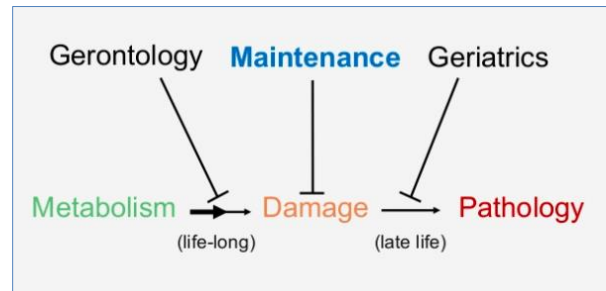 Gerontology Maintenance Geriatrics
Metabolism Damage Pathology
(life-long) (late life)